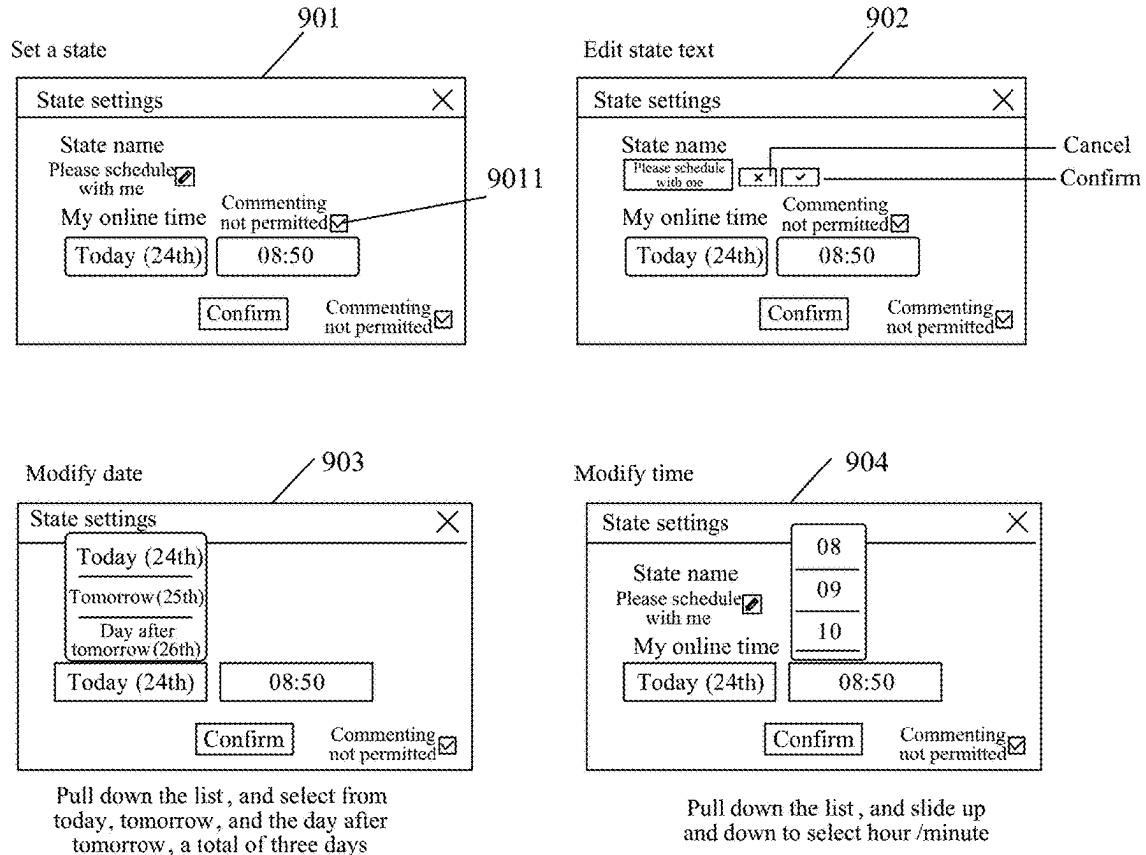 901
Set a state
State settings
State name
Please schedule
with me
9011
Commenting
not permitted
My online time
Today (24th)
08:50
Confirm
Commenting
not permitted
902
Edit state text
State settings
State name
Please schedule
with me
Cancel
Confirm
Commenting
not permitted
My online time
Today (24th)
08:50
Confirm
Commenting
not permitted
903
Modify date
State settings
Today (24th)
Tomorrow(25th)
Day after
tomorrow(26th)
Today (24th)
08:50
Confirm
Commenting
not permitted
Pull down the list, and select from
today, tomorrow, and the day after
tomorrow, a total of three days
904
Modify time
State settings
08
09
10
State name
Please schedule
with me
My online time
Today (24th)
08:50
Confirm
Commenting
not permitted
Pull down the list, and slide up
and down to select hour /minute